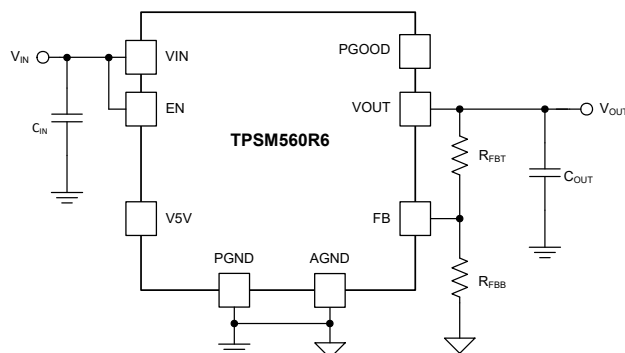 VIN
VIN
PGOOD
EN
VOUT
VOUT
CIN
TPSM560R6
RFBT
COUT
V5V
FB
PGND
AGND
RFBB